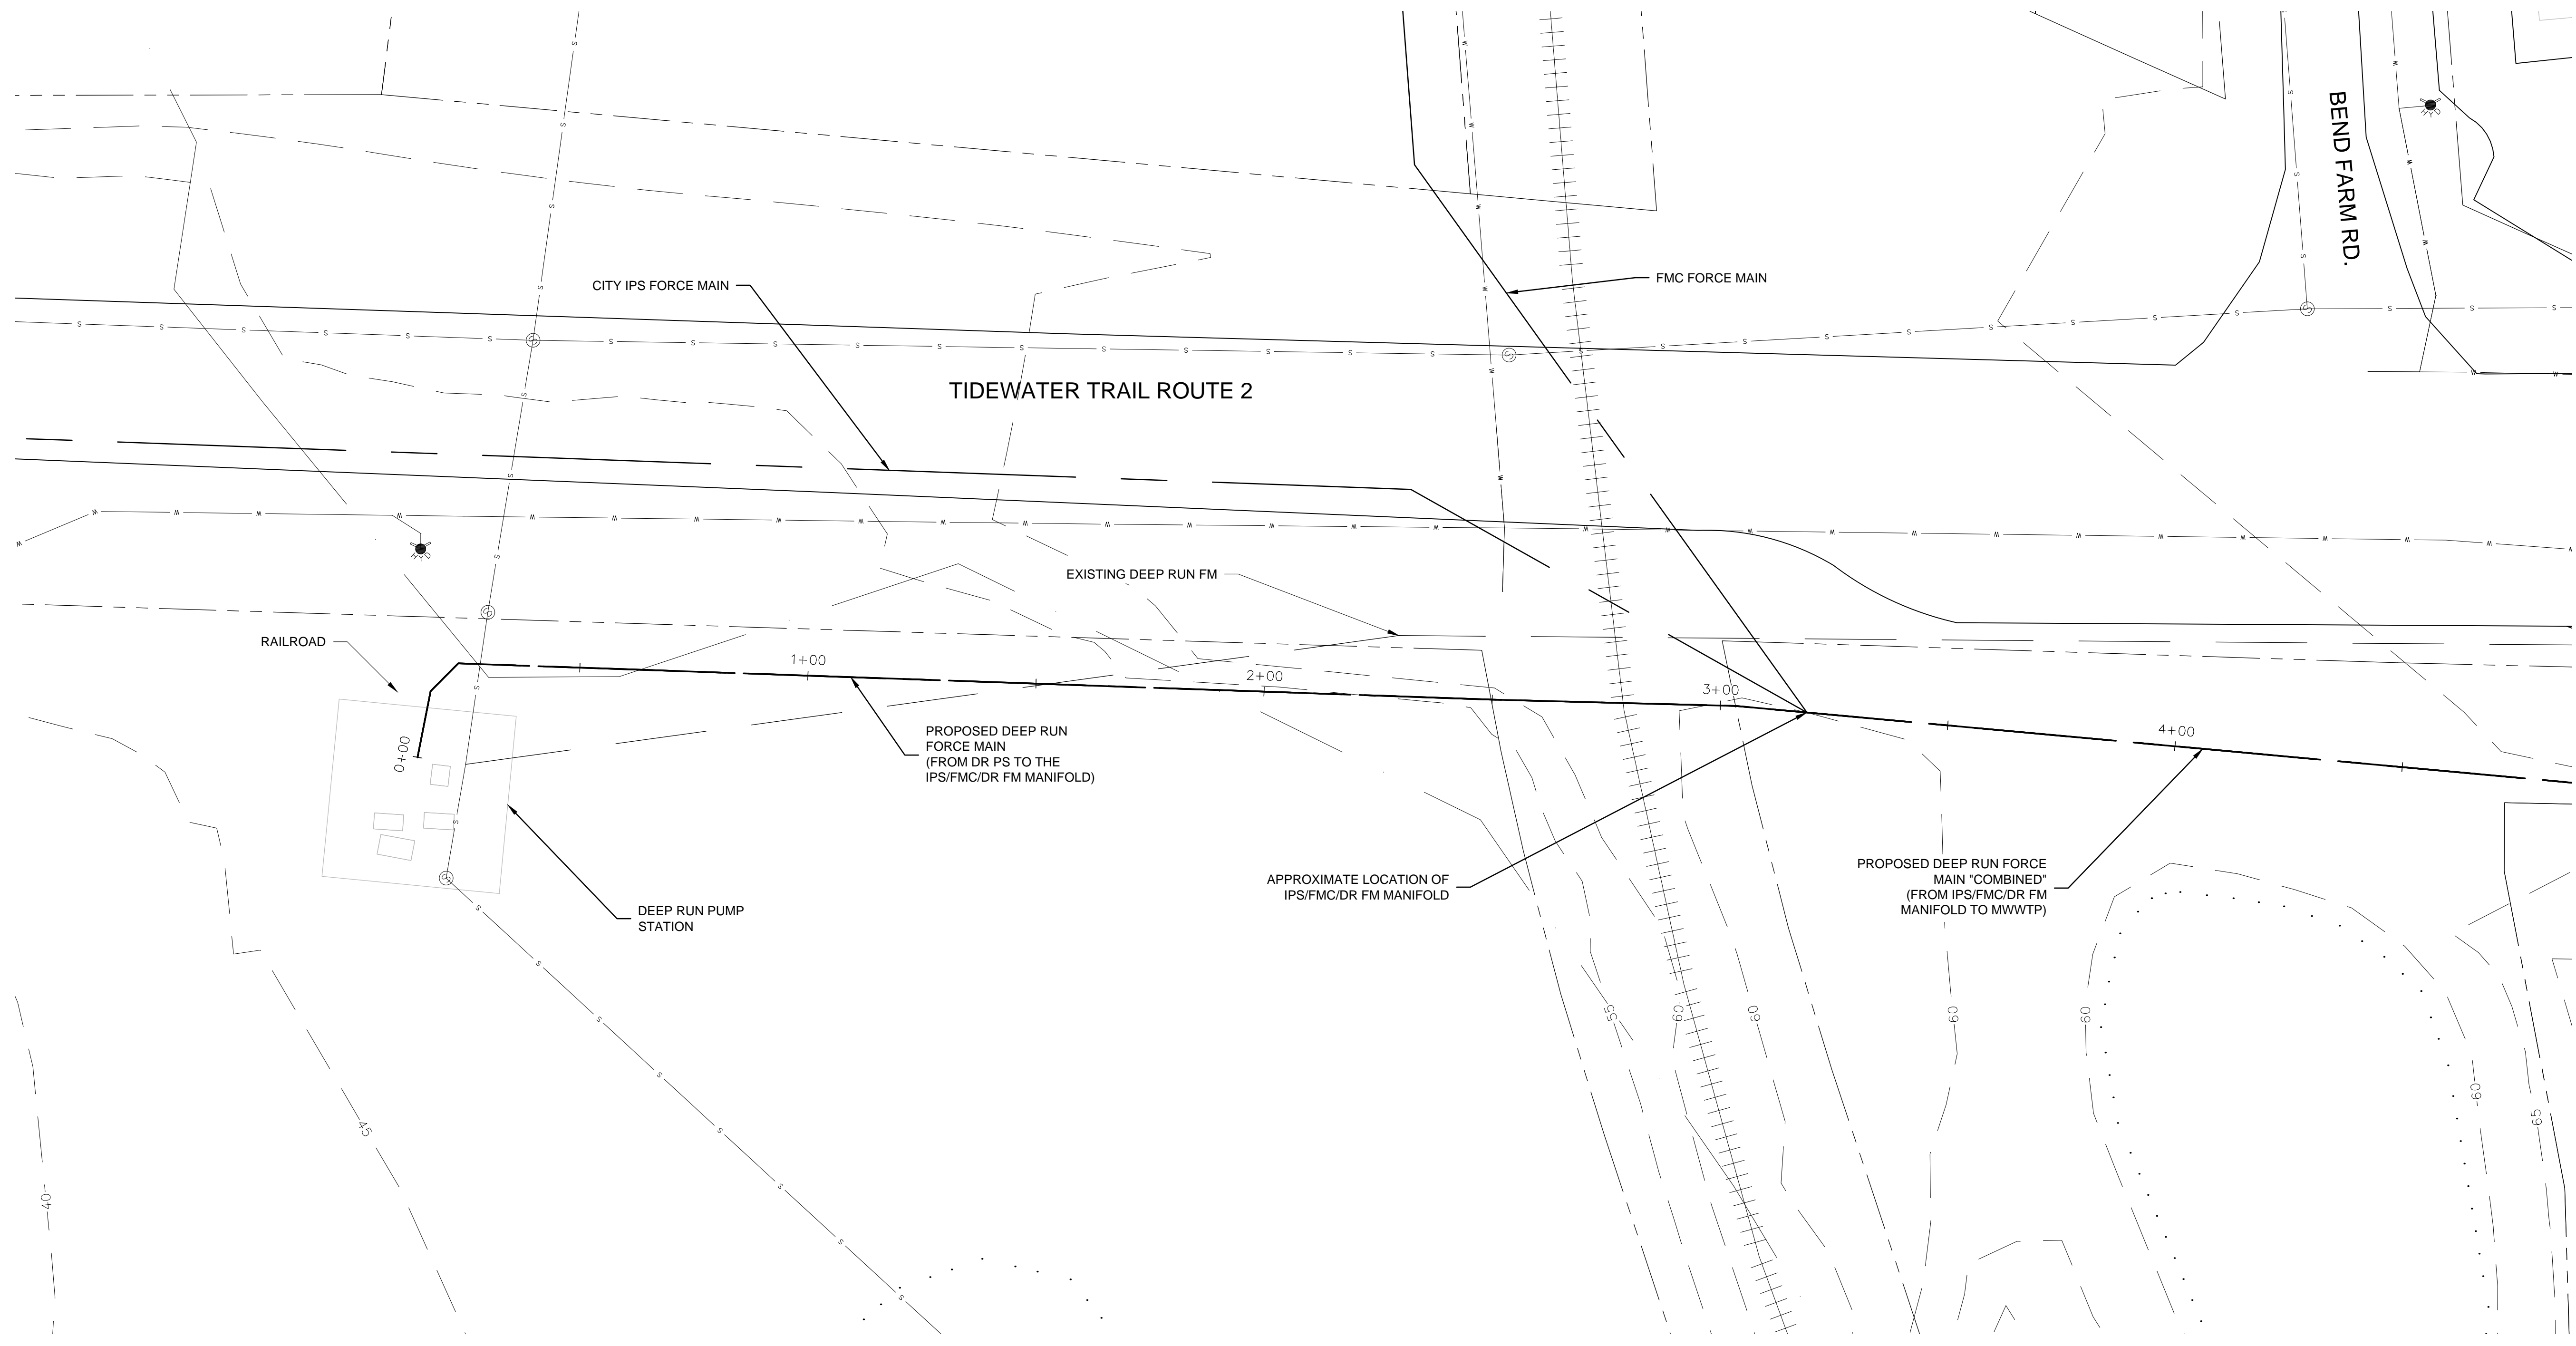 BEND FARM RD.
HYD
CITY IPS FORCE MAIN
FMC FORCE MAIN
TIDEWATER TRAIL ROUTE 2
HYD
EXISTING DEEP RUN FM
RAILROAD
1+00
2+00
3+00
4+00
0+00
PROPOSED DEEP RUN
FORCE MAIN
(FROM DR PS TO THE
IPS/FMC/DR FM MANIFOLD)
APPROXIMATE LOCATION OF
IPS/FMC/DR FM MANIFOLD
PROPOSED DEEP RUN FORCE
MAIN "COMBINED"
(FROM IPS/FMC/DR FM
MANIFOLD TO MWWTP)
DEEP RUN PUMP
STATION
55
60
60
60
60
60
65
45
40